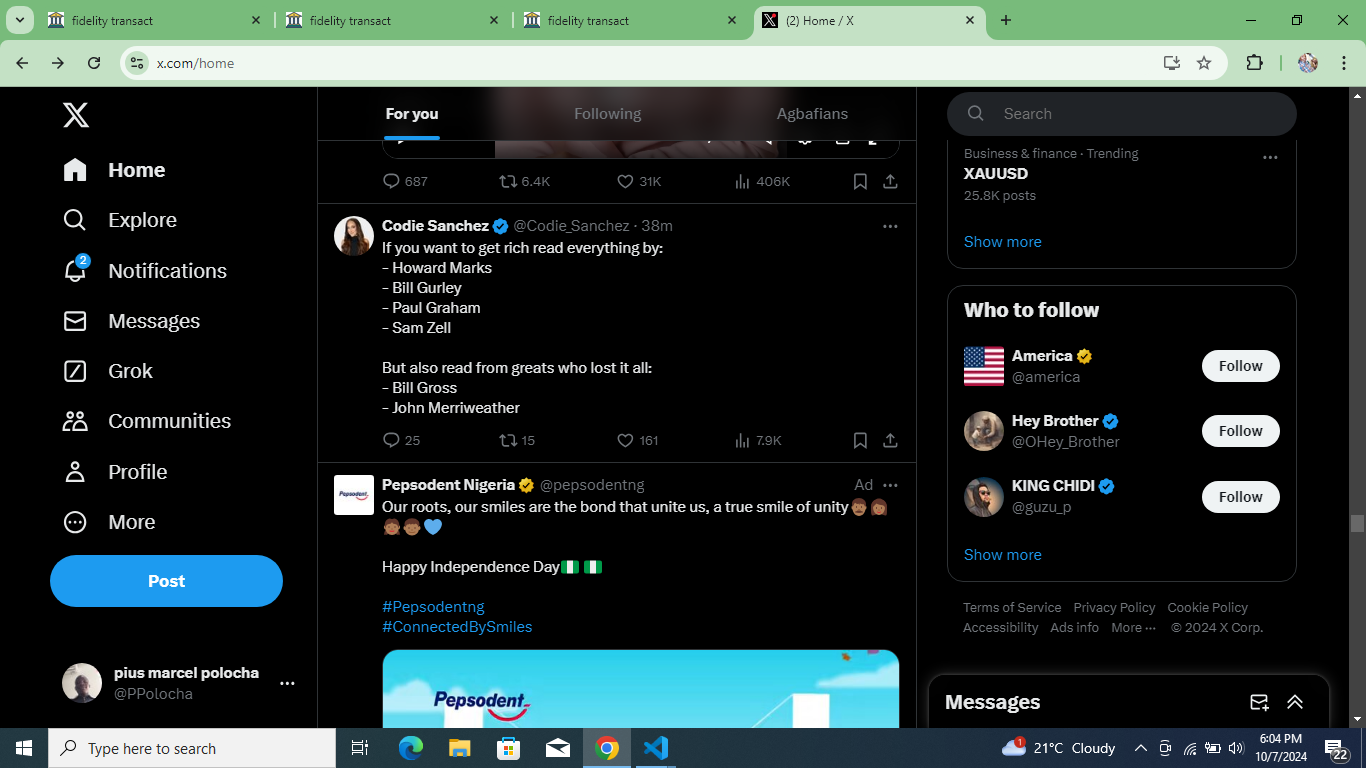 fidelity transact
fidelity transact
fidelity transact
(2) Home / X
x.com/home
Home
Explore
2
Notifications
Messages
Grok
Communities
Profile
More
Post
pius marcel polocha
@PPolocha
For you
Following
Agbafians
687
6.4K
31K
406K
Codie Sanchez @Codie_Sanchez · 38m
If you want to get rich read everything by:
- Howard Marks
- Bill Gurley
- Paul Graham
- Sam Zell
But also read from greats who lost it all:
- Bill Gross
- John Merriweather
25
15
161
7.9K
Pepsodent Nigeria @pepsodentng Ad
Pepsodent
Our roots, our smiles are the bond that unite us, a true smile of unity
Happy Independence Day
#Pepsodentng
#ConnectedBySmiles
Pepsodent
Search
Business & finance · Trending
XAUUSD
25.8K posts
Show more
Who to follow
America
@america
Follow
Hey Brother
@OHey_Brother
Follow
KING CHIDI
@guzu_p
Follow
Show more
Terms of Service Privacy Policy Cookie Policy
Accessibility Ads info More ··· © 2024 X Corp.
Messages
Type here to search
1
21°C Cloudy
6:04 PM
10/7/2024
22